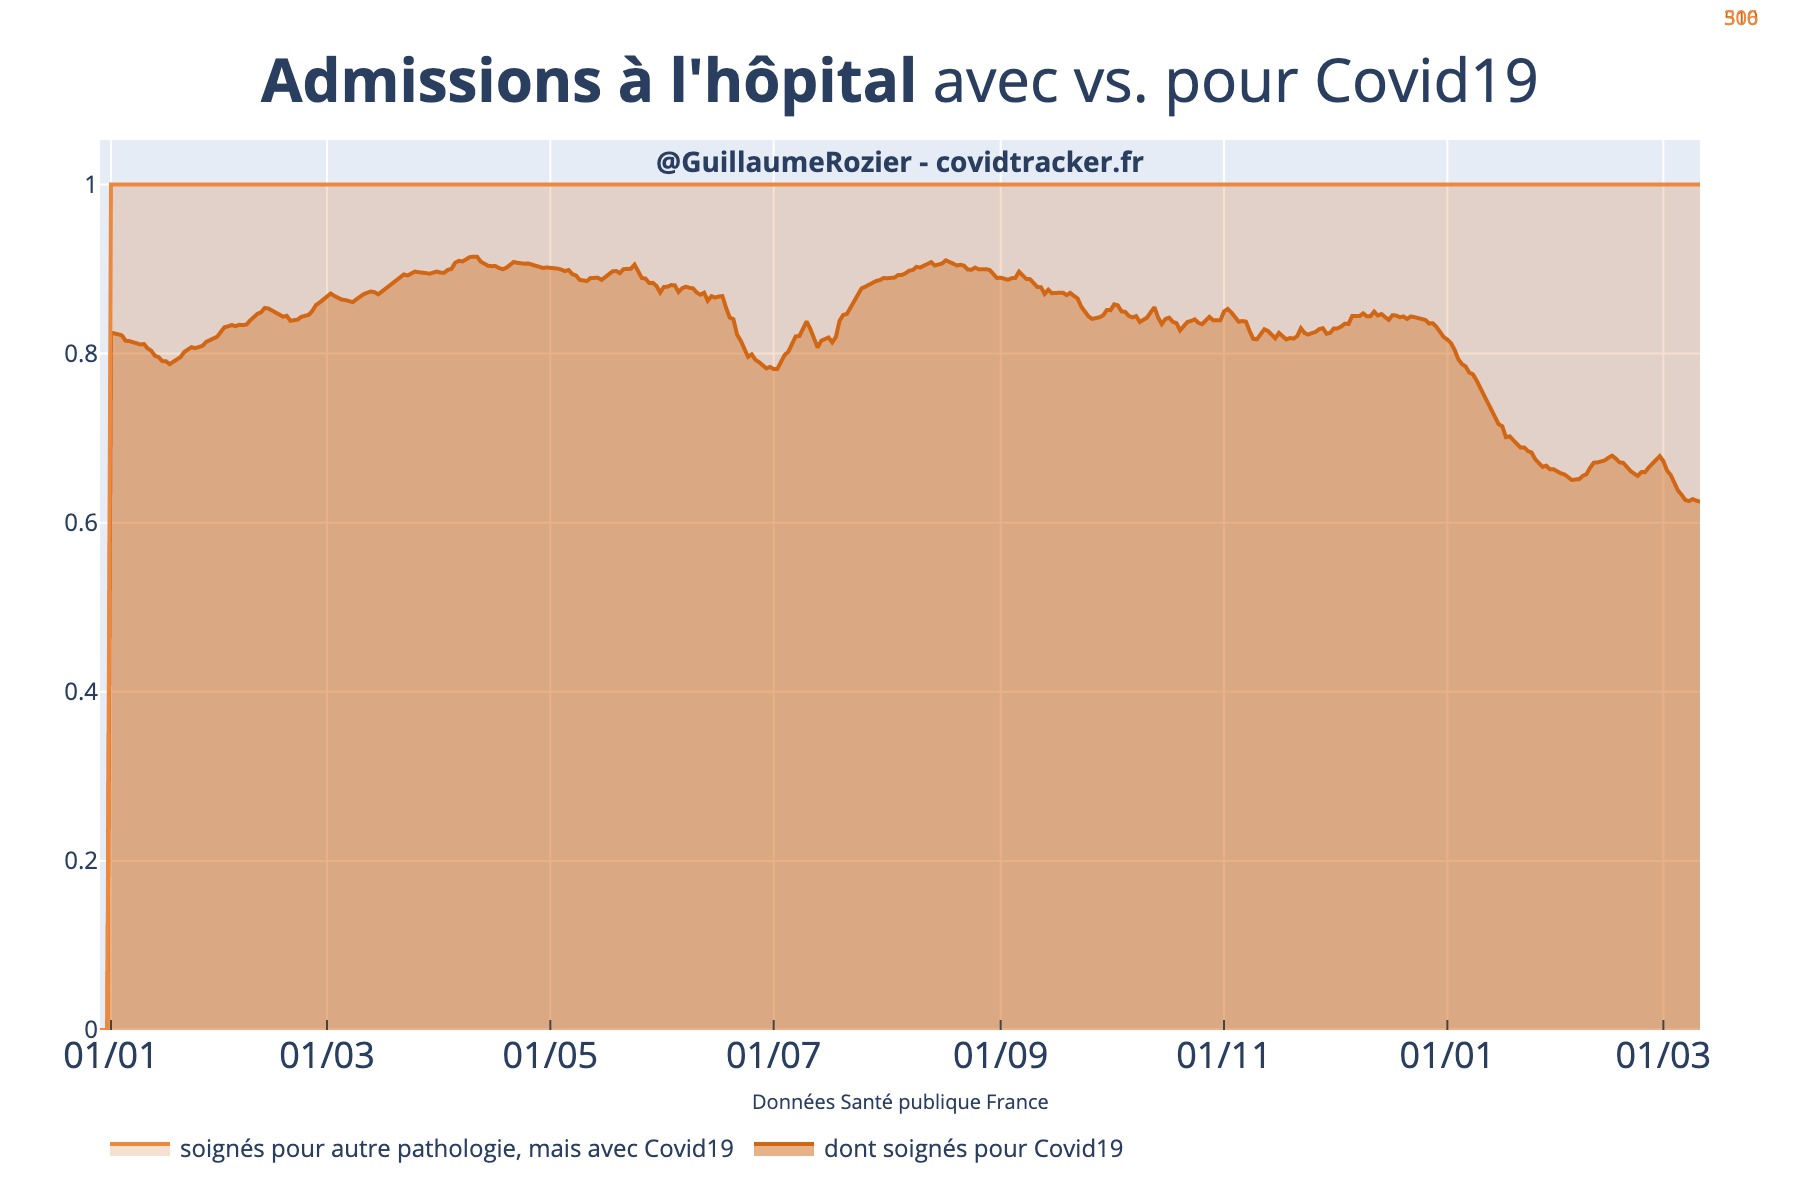 Admissions à l'hôpital avec vs. pour Covid19
@GuillaumeRozier - covidtracker.fr
1
0.8
0.6
0.4
0.2
0
01/01 01/03 01/05 01/07 01/09 01/11 01/01 01/03
Données Santé publique France
soignés pour autre pathologie, mais avec Covid19 dont soignés pour Covid19